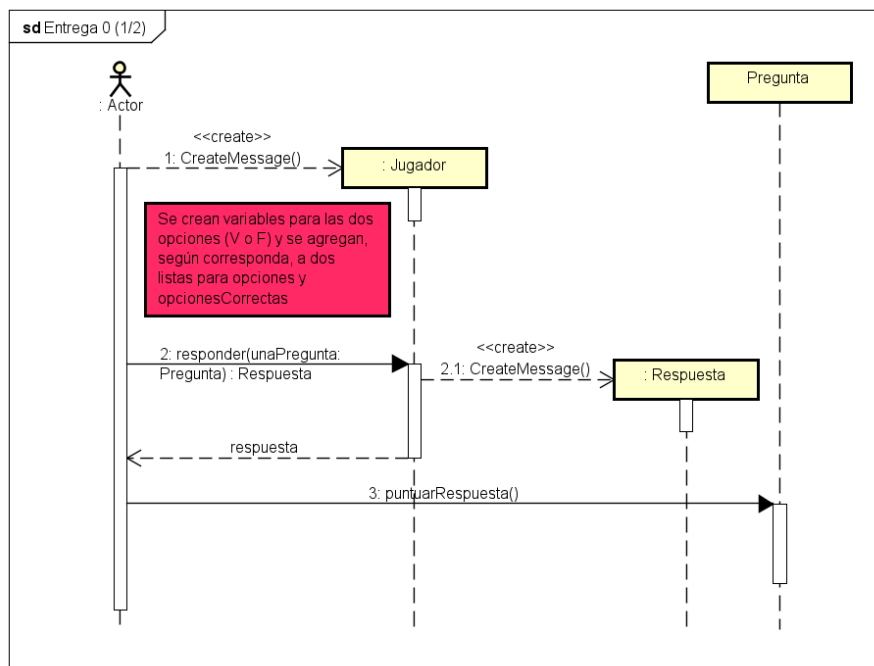 sd Entrega 0 (1/2)
: Actor
Pregunta
<<create>>
1: CreateMessage()
: Jugador
Se crean variables para las dos
opciones (V o F) y se agregan,
según corresponda, a dos
listas para opciones y
opcionesCorrectas
2: responder(unaPregunta:
Pregunta) : Respuesta
<<create>>
2.1: CreateMessage()
: Respuesta
respuesta
3: puntuarRespuesta()